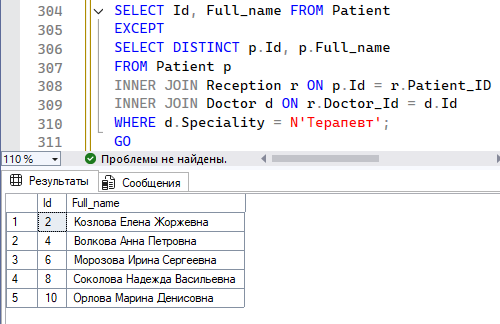 304 SELECT Id, Full_name FROM Patient
305 EXCEPT
306 SELECT DISTINCT p.Id, p.Full_name
307 FROM Patient p
308 INNER JOIN Reception r ON p.Id = r.Patient_ID
309 INNER JOIN Doctor d ON r.Doctor_Id = d.Id
310 WHERE d.Speciality = N'Терапевт';
311 GO
110 % Проблемы не найдены.
Результаты Сообщения
Id Full_name
1 2 Козлова Елена Жоржевна
2 4 Волкова Анна Петровна
3 6 Морозова Ирина Сергеевна
4 8 Соколова Надежда Васильевна
5 10 Орлова Марина Денисовна